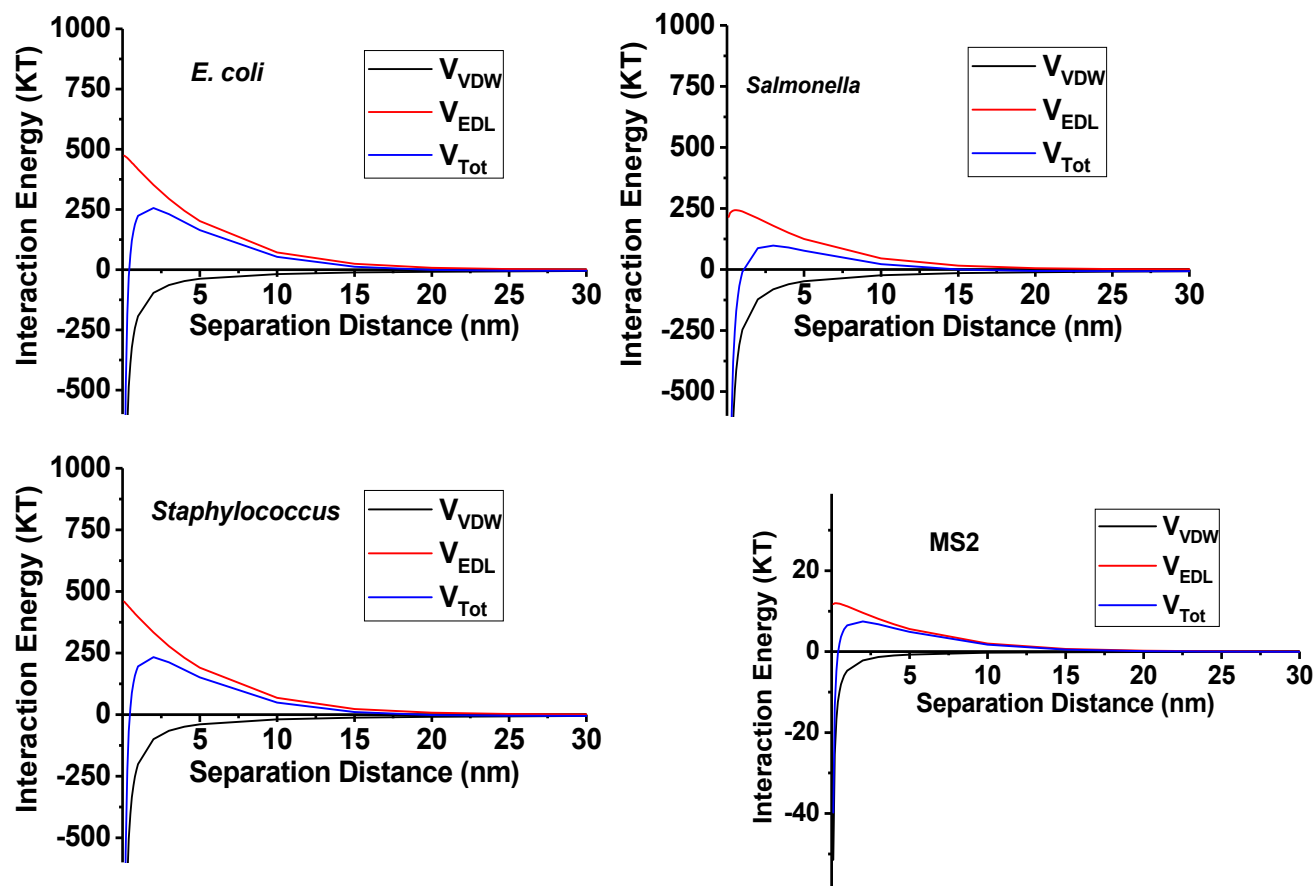 Interaction Energy (KT)
1000
750
500
250
0
-250
-500
E. coli
V_VDW
V_EDL
V_Tot
5 10 15 20 25 30
Separation Distance (nm)
Interaction Energy (KT)
1000
750
500
250
0
-250
-500
Salmonella
V_VDW
V_EDL
V_Tot
5 10 15 20 25 30
Separation Distance (nm)
Interaction Energy (KT)
1000
750
500
250
0
-250
-500
Staphylococcus
V_VDW
V_EDL
V_Tot
5 10 15 20 25 30
Separation Distance (nm)
Interaction Energy (KT)
20
0
-20
-40
MS2
V_VDW
V_EDL
V_Tot
5 10 15 20 25 30
Separation Distance (nm)